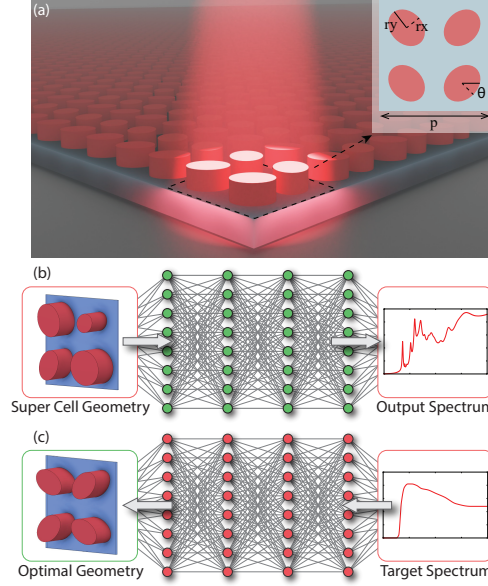 (a)
ry
rx
θ
p
(b)
Super Cell Geometry
Output Spectrum
(c)
Optimal Geometry
Target Spectrum